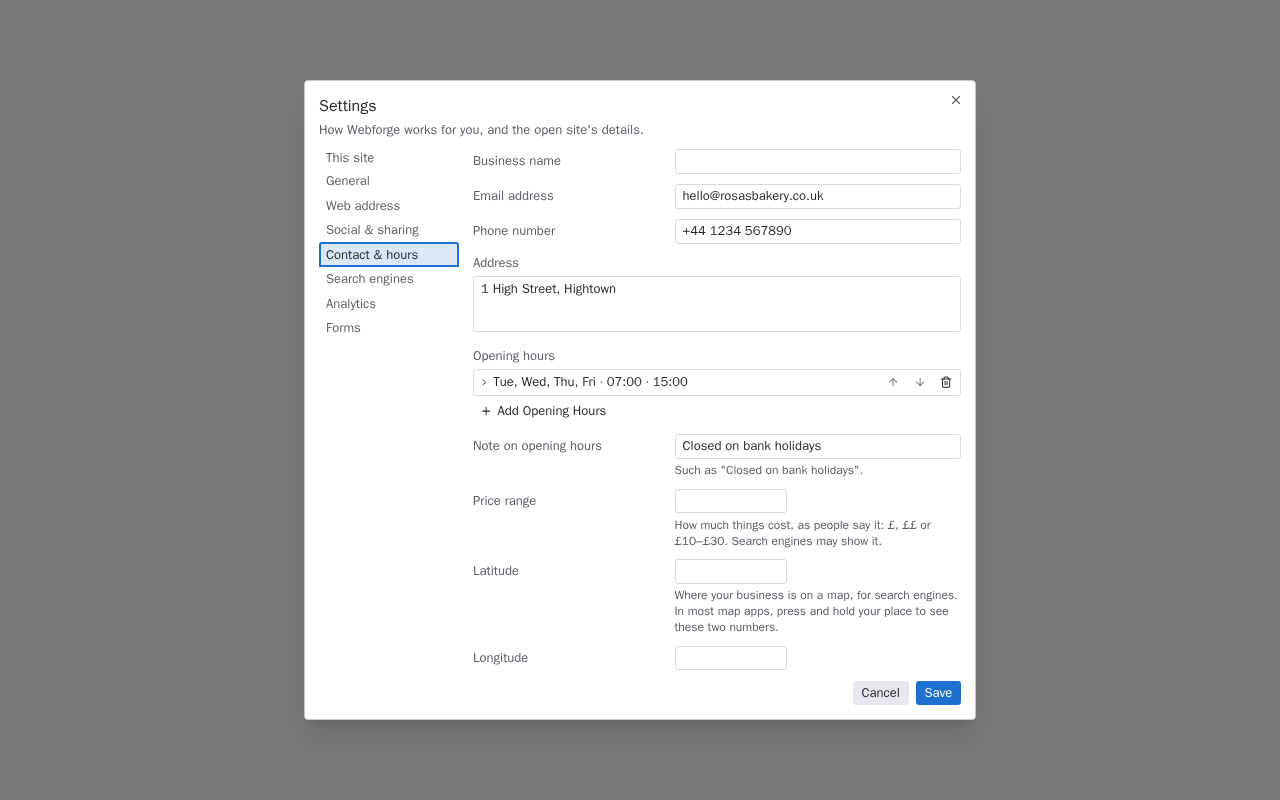 Settings
How Webforge works for you, and the open site's details.
This site
General
Web address
Social & sharing
Contact & hours
Search engines
Analytics
Forms
Business name
Email address
hello@rosasbakery.co.uk
Phone number
+44 1234 567890
Address
1 High Street, Hightown
Opening hours
Tue, Wed, Thu, Fri · 07:00 · 15:00
Add Opening Hours
Note on opening hours
Closed on bank holidays
Such as "Closed on bank holidays".
Price range
How much things cost, as people say it: £, ££ or
£10–£30. Search engines may show it.
Latitude
Where your business is on a map, for search engines.
In most map apps, press and hold your place to see
these two numbers.
Longitude
Cancel
Save